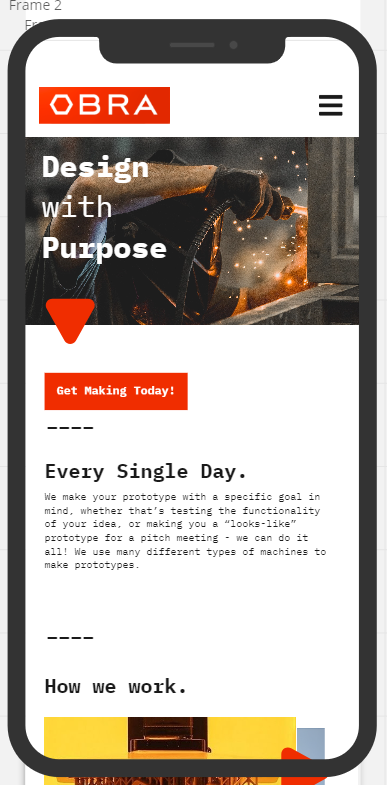 Frame 2
Fr
OBRA
Design
with
Purpose
Get Making Today!
----
Every Single Day.
We make your prototype with a specific goal in
mind, whether that’s testing the functionality
of your idea, or making you a “looks-like”
prototype for a pitch meeting - we can do it
all! We use many different types of machines to
make prototypes.
----
How we work.